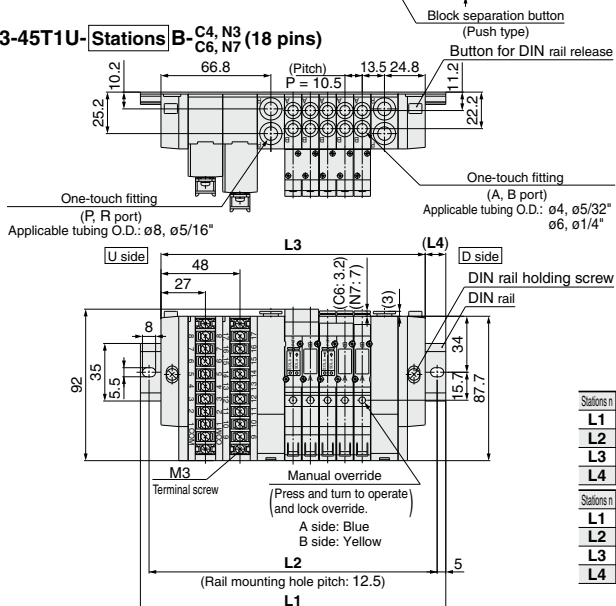 Block separation button
(Push type)
3-45T1U- Stations B- C4, N3 C6, N7 (18 pins)
Button for DIN rail release
66.8
(Pitch)
P = 10.5
13.5
24.8
10.2
25.2
11.2
22.2
One-touch fitting
(P, R port)
Applicable tubing O.D.: ø8, ø5/16"
One-touch fitting
(A, B port)
Applicable tubing O.D.: ø4, ø5/32"
ø6, ø1/4"
U side
L3
(L4)
D side
48
27
(C6: 3.2)
(N7: 7)
(3)
DIN rail holding screw
DIN rail
8
35
5.5
92
34
15.7
87.7
M3
Terminal screw
Manual override
(Press and turn to operate
and lock override.)
A side: Blue
B side: Yellow
L2
5
(Rail mounting hole pitch: 12.5)
L1
Stations n
L1
L2
L3
L4
Stations n
L1
L2
L3
L4